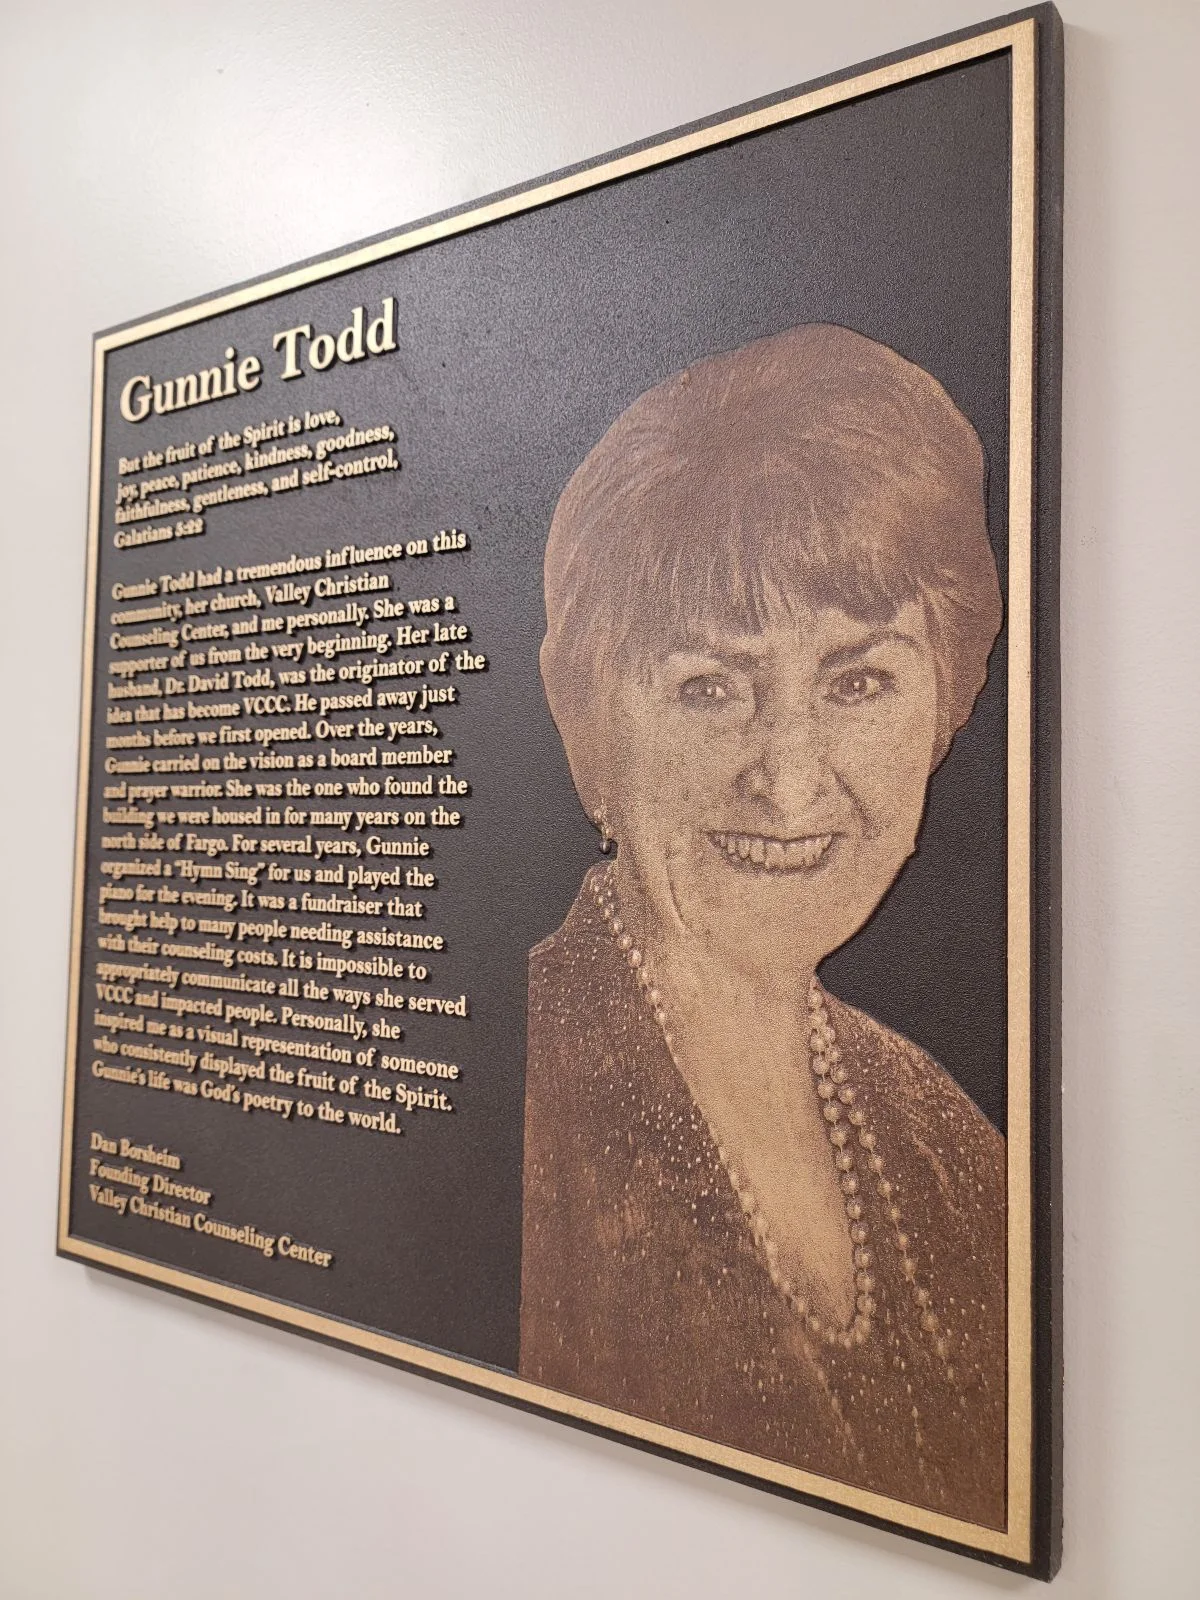 Gunnie Todd
But the fruit of the Spirit is love,
joy, peace, patience, kindness, goodness,
faithfulness, gentleness, and self-control,
Galatians 5:22
Gunnie Todd had a tremendous influence on this
community, her church, Valley Christian
Counseling Center, and me personally. She was a
supporter of us from the very beginning. Her late
husband, Dr. David Todd, was the originator of the
idea that has become VCCC. He passed away just
months before we first opened. Over the years,
Gunnie carried on the vision as a board member
and prayer warrior. She was the one who found the
building we were housed in for many years on the
north side of Fargo. For several years, Gunnie
organized a "Hymn Sing" for us and played the
piano for the evening. It was a fundraiser that
brought help to many people needing assistance
with their counseling costs. It is impossible to
appropriately communicate all the ways she served
VCCC and impacted people. Personally, she
inspired me as a visual representation of someone
who consistently displayed the fruit of the Spirit.
Gunnie's life was God's poetry to the world.
Dan Borsheim
Founding Director
Valley Christian Counseling Center